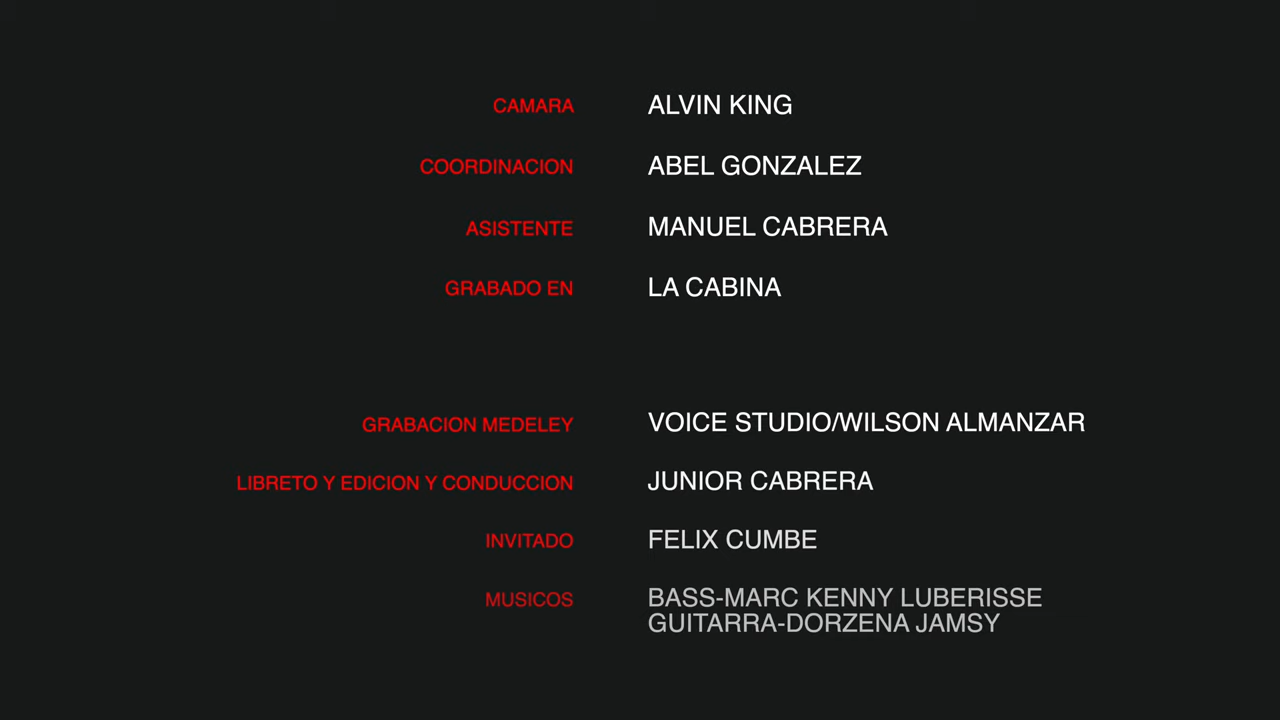 CAMARA ALVIN KING
COORDINACION ABEL GONZALEZ
ASISTENTE MANUEL CABRERA
GRABADO EN LA CABINA
GRABACION MEDELEY VOICE STUDIO/WILSON ALMANZAR
LIBRETO Y EDICION Y CONDUCCION JUNIOR CABRERA
INVITADO FELIX CUMBE
MUSICOS BASS-MARC KENNY LUBERISSE
GUITARRA-DORZENA JAMSY